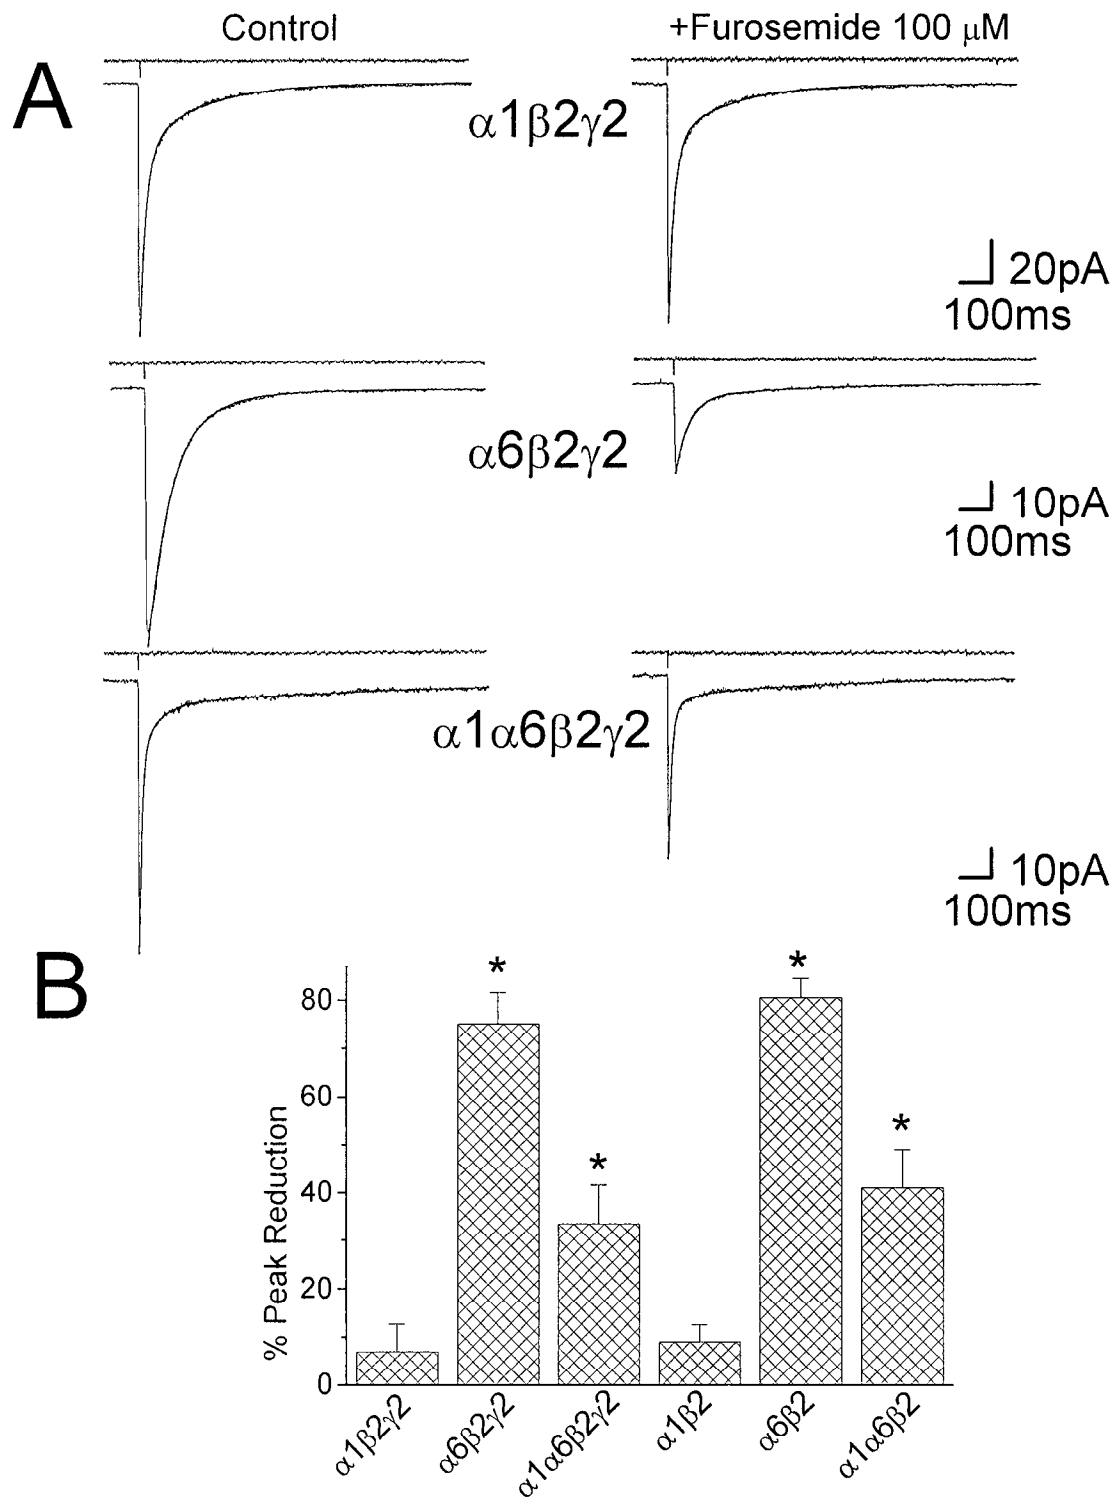 Control
+Furosemide 100 μM
A
α1β2γ2
20pA
100ms
α6β2γ2
10pA
100ms
α1α6β2γ2
10pA
100ms
B
% Peak Reduction
80
60
40
20
0
*
*
*
*
α1β2γ2
α6β2γ2
α1α6β2γ2
α1β2
α6β2
α1α6β2